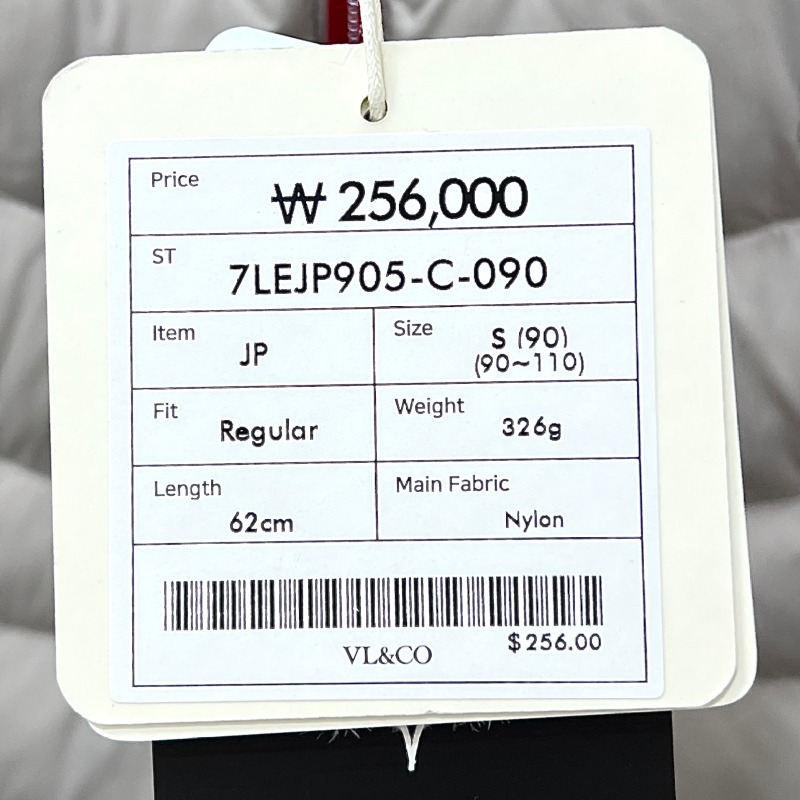 Price
₩ 256,000
ST
7LEJP905-C-090
Item
JP
Size
S (90)
(90~110)
Fit
Regular
Weight
326g
Length
62cm
Main Fabric
Nylon
VL&CO
$256.00